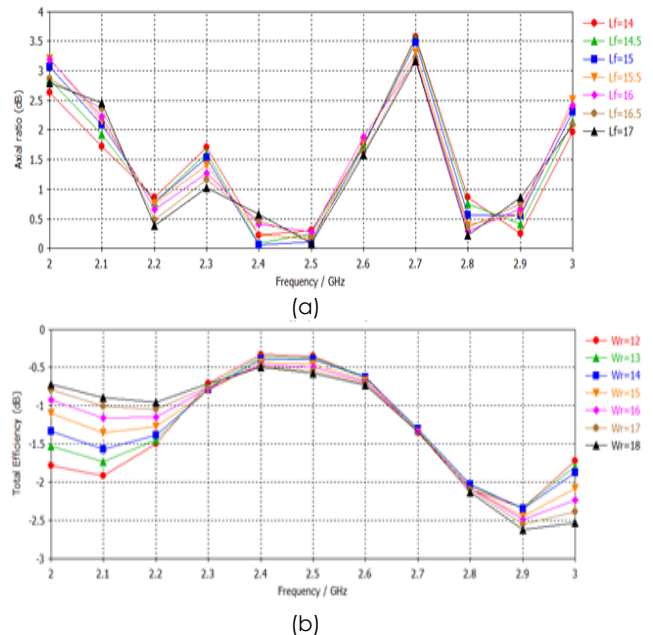 4
3.5
3
2.5
2
1.5
1
0.5
0
Axial ratio (dB)
2 2.1 2.2 2.3 2.4 2.5 2.6 2.7 2.8 2.9 3
Frequency / GHz
Lf=14
Lf=14.5
Lf=15
Lf=15.5
Lf=16
Lf=16.5
Lf=17
(a)
0
-0.5
-1
-1.5
-2
-2.5
-3
Total Efficiency (dB)
2 2.1 2.2 2.3 2.4 2.5 2.6 2.7 2.8 2.9 3
Frequency / GHz
Wr=12
Wr=13
Wr=14
Wr=15
Wr=16
Wr=17
Wr=18
(b)